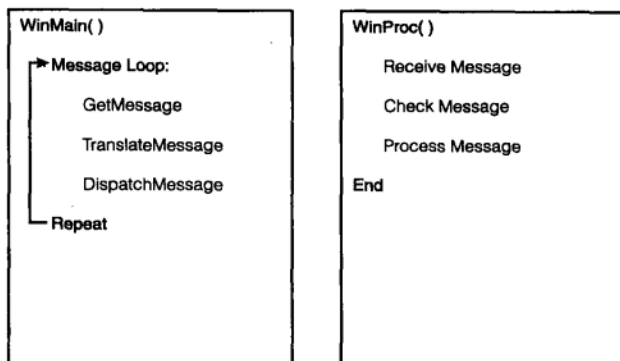 WinMain( )
Message Loop:
GetMessage
TranslateMessage
DispatchMessage
Repeat
WinProc( )
Receive Message
Check Message
Process Message
End